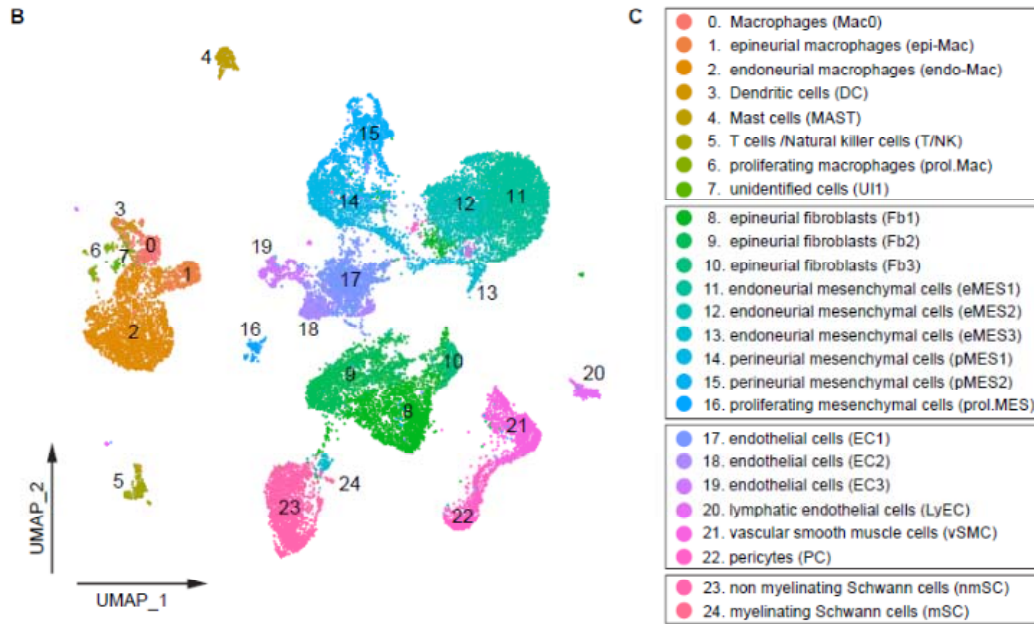 B
4
15
14
12
11
3
0
6
7
1
19
17
13
2
18
16
9
10
20
8
21
5
24
23
22
UMAP_2
UMAP_1
C
0. Macrophages (Mac0)
1. epineurial macrophages (epi-Mac)
2. endoneurial macrophages (endo-Mac)
3. Dendritic cells (DC)
4. Mast cells (MAST)
5. T cells /Natural killer cells (T/NK)
6. proliferating macrophages (prol.Mac)
7. unidentified cells (UI1)
8. epineurial fibroblasts (Fb1)
9. epineurial fibroblasts (Fb2)
10. epineurial fibroblasts (Fb3)
11. endoneurial mesenchymal cells (eMES1)
12. endoneurial mesenchymal cells (eMES2)
13. endoneurial mesenchymal cells (eMES3)
14. perineurial mesenchymal cells (pMES1)
15. perineurial mesenchymal cells (pMES2)
16. proliferating mesenchymal cells (prol.MES)
17. endothelial cells (EC1)
18. endothelial cells (EC2)
19. endothelial cells (EC3)
20. lymphatic endothelial cells (LyEC)
21. vascular smooth muscle cells (vSMC)
22. pericytes (PC)
23. non myelinating Schwann cells (nmSC)
24. myelinating Schwann cells (mSC)